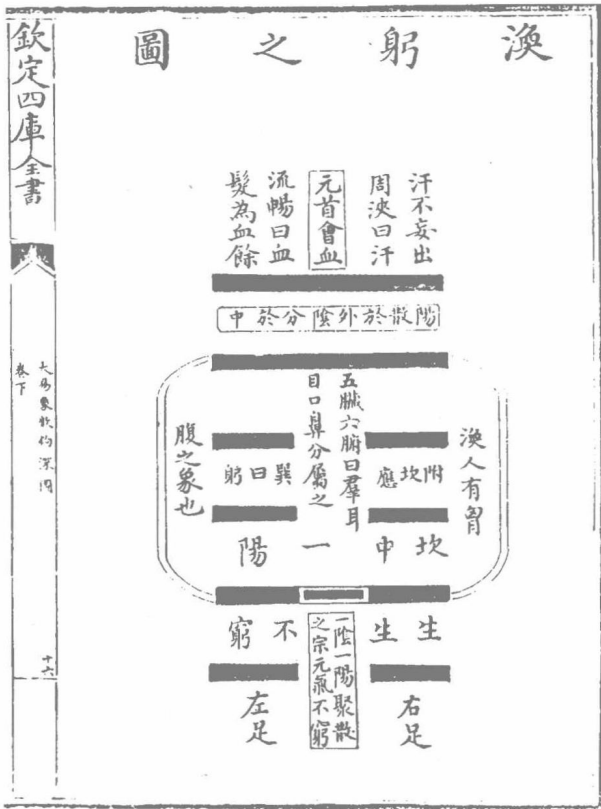 渙躬之圖
欽定四庫全書
汗不妄出
周浹曰汗
元首會血
流暢曰血
髮為血餘
陽散於外陰分於中
渙人有胷
五臟六腑曰羣耳
目口鼻分屬之
腹之象也
附坎應
巽曰躬
坎中一陽
生生不窮
一陰一陽聚散
之宗元氣不窮
右足
左足
大易象數鈎深圖
卷下
十六